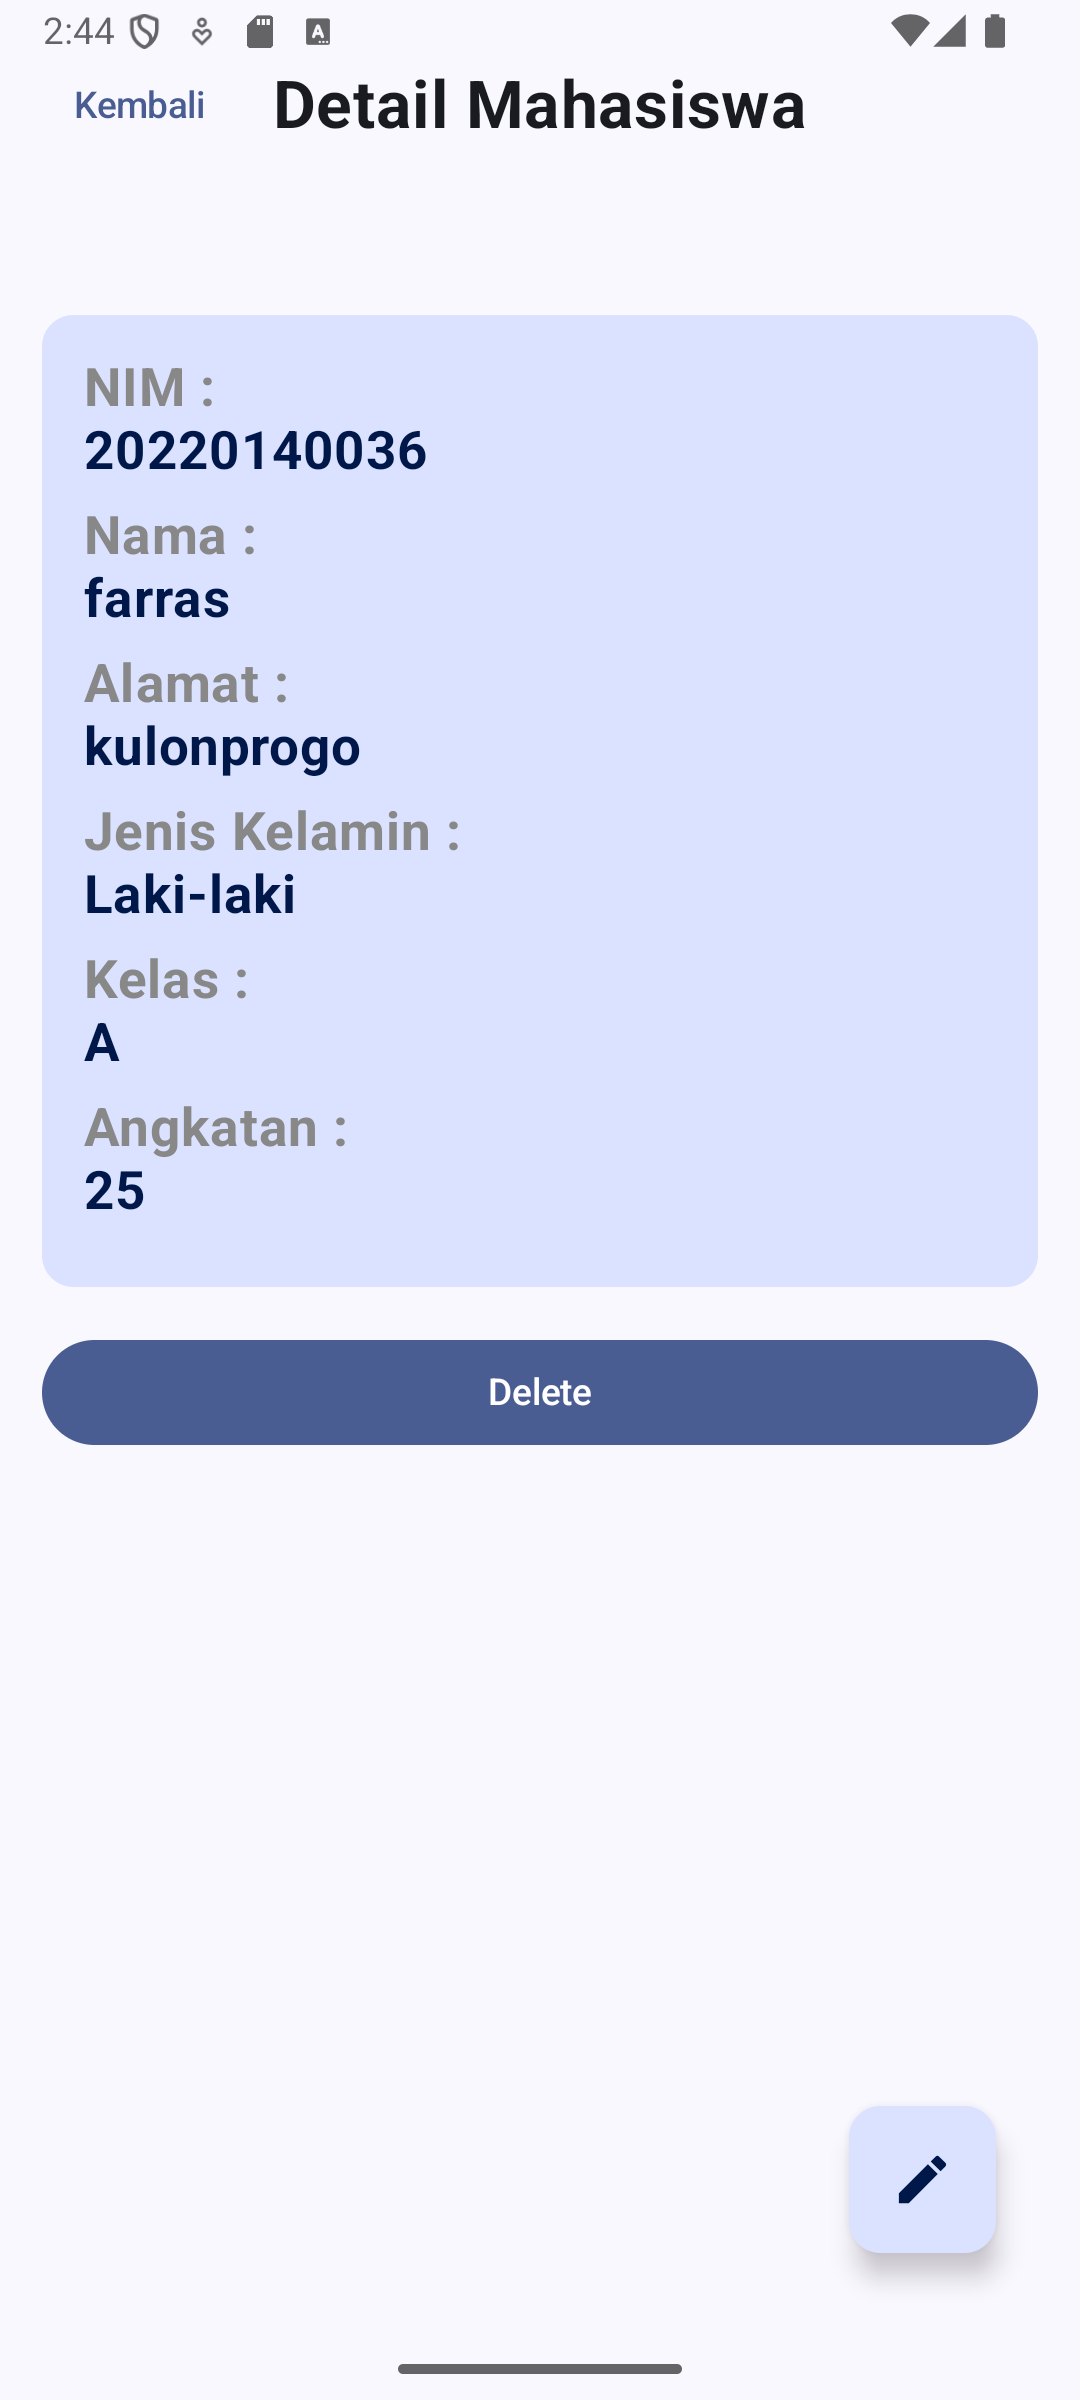 2:44
Kembali
Detail Mahasiswa
NIM :
20220140036
Nama :
farras
Alamat :
kulonprogo
Jenis Kelamin :
Laki-laki
Kelas :
A
Angkatan :
25
Delete